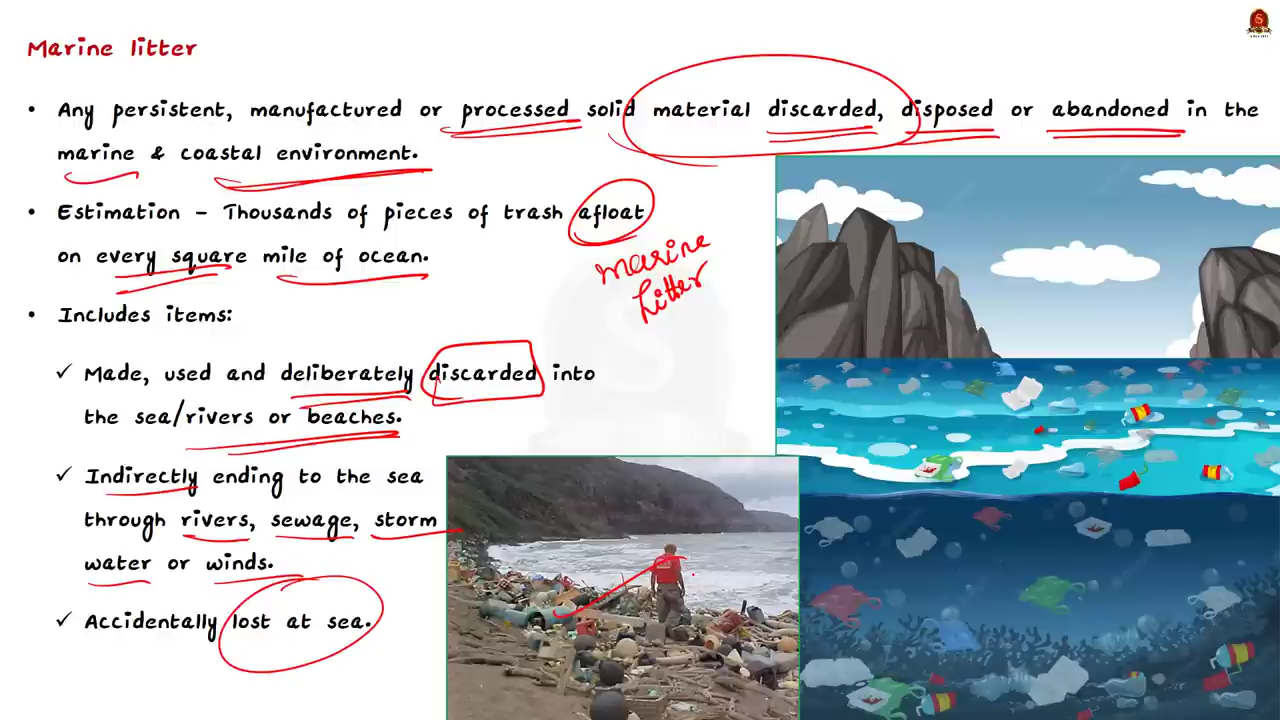 Marine litter
• Any persistent, manufactured or processed solid material discarded, disposed or abandoned in the
marine & coastal environment.
• Estimation – Thousands of pieces of trash afloat
on every square mile of ocean.
Marine
Litter
• Includes items:
✓ Made, used and deliberately discarded into
the sea/rivers or beaches.
✓ Indirectly ending to the sea
through rivers, sewage, storm
water or winds.
✓ Accidentally lost at sea.